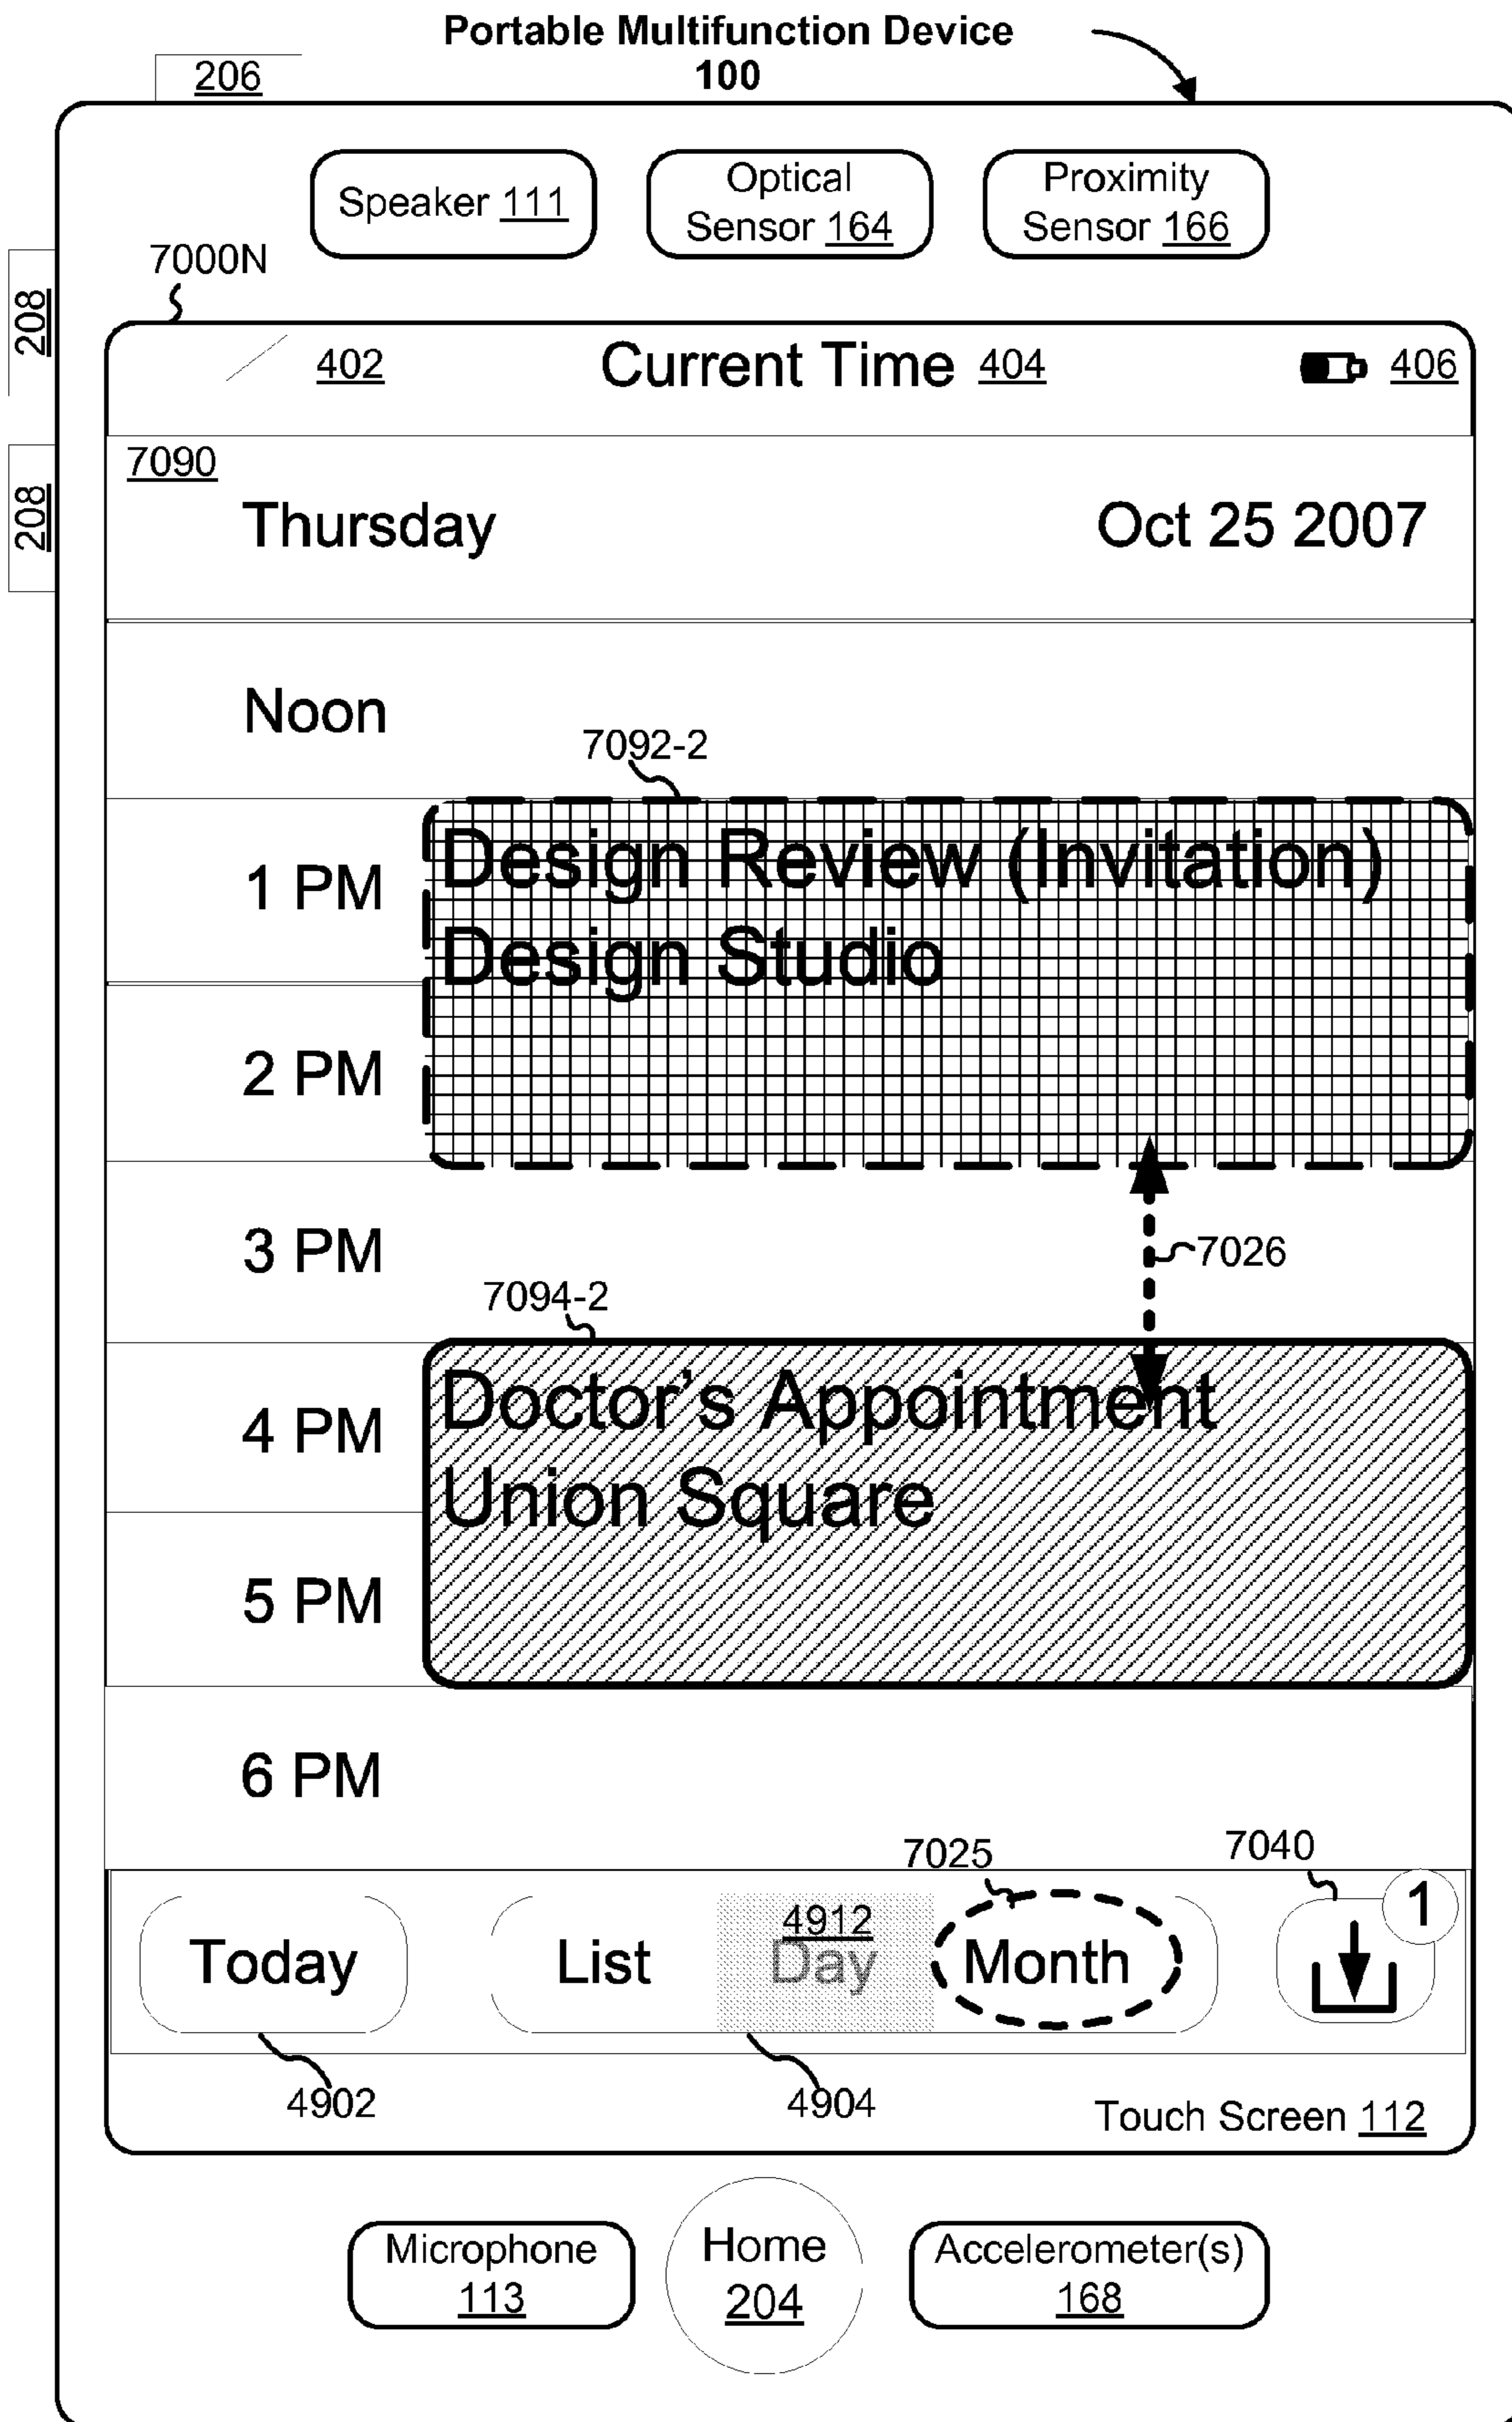 Portable Multifunction Device
100
206
Speaker 111
Optical
Sensor 164
Proximity
Sensor 166
7000N
208
402
Current Time 404
406
7090
208
Thursday
Oct 25 2007
Noon
7092-2
1 PM
Design Review (Invitation)
Design Studio
2 PM
3 PM
7026
7094-2
4 PM
Doctor's Appointment
Union Square
5 PM
6 PM
7025
7040
1
4912
Today
List
Day
Month
4902
4904
Touch Screen 112
Microphone
113
Home
204
Accelerometer(s)
168